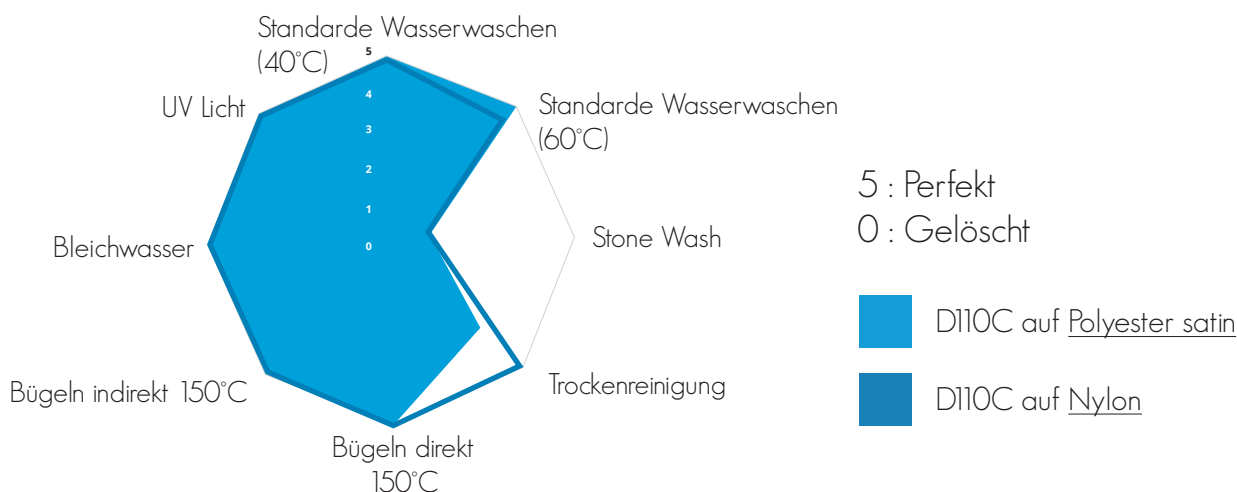 Standarde Wasserwaschen
(40°C)
5
4
3
2
1
0
Standarde Wasserwaschen
(60°C)
Stone Wash
Trockenreinigung
Bügeln direkt
150°C
Bügeln indirekt 150°C
Bleichwasser
UV Licht
5 : Perfekt
0 : Gelöscht
D110C auf Polyester satin
D110C auf Nylon